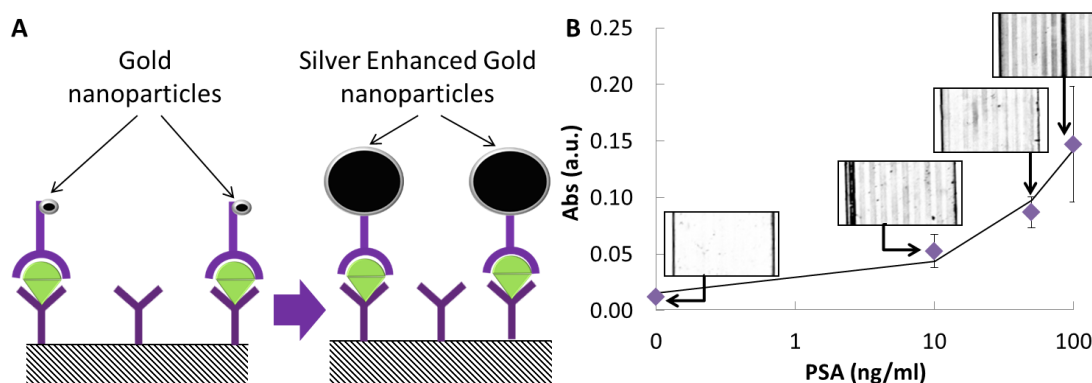 A
Gold
nanoparticles
Silver Enhanced Gold
nanoparticles
B
Abs (a.u.)
0.25
0.20
0.15
0.10
0.05
0.00
0 1 10 100
PSA (ng/ml)